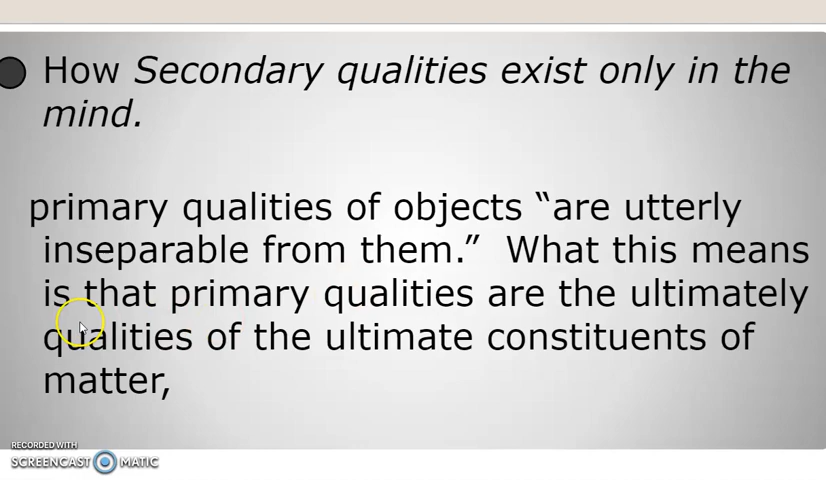 How Secondary qualities exist only in the
mind.
primary qualities of objects “are utterly
inseparable from them.” What this means
is that primary qualities are the ultimately
qualities of the ultimate constituents of
matter,
RECORDED WITH
SCREENCAST MATIC